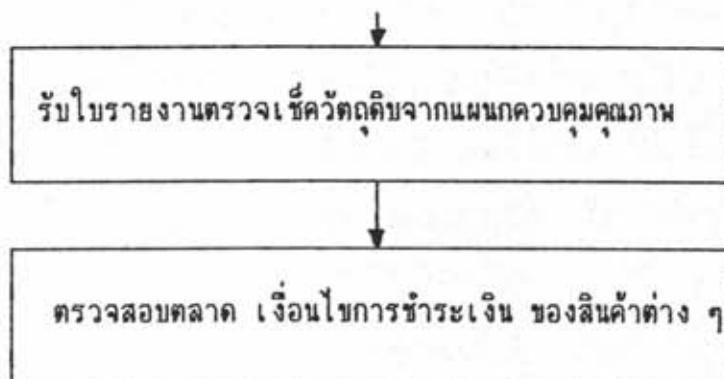 รับใบรายงานตรวจเช็ควัตถุดิบจากแผนกควบคุมคุณภาพ
ตรวจสอบตลาด เงื่อนไขการชำระเงิน ของสินค้าต่าง ๆ